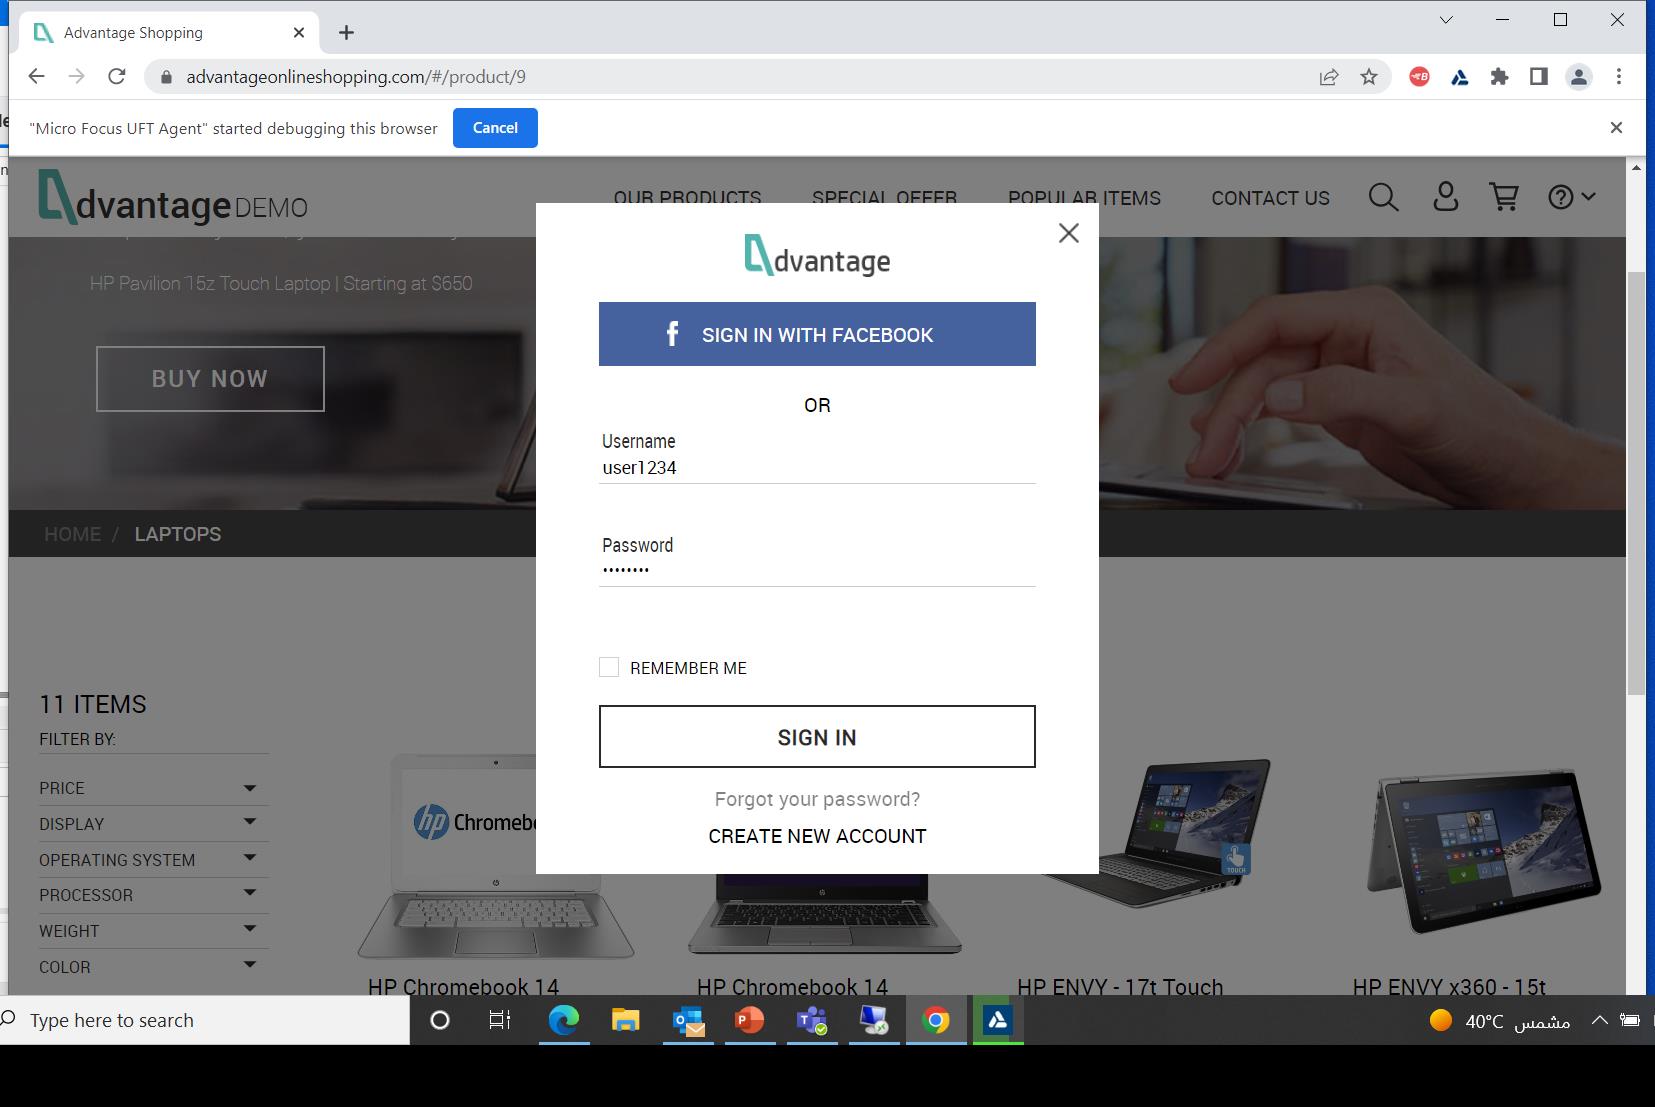 Advantage Shopping
advantageonlineshopping.com/#/product/9
"Micro Focus UFT Agent" started debugging this browser
Cancel
dvantage DEMO
OUR PRODUCTS
SPECIAL OFFER
POPULAR ITEMS
CONTACT US
HP Pavilion 15z Touch Laptop | Starting at $650
BUY NOW
HOME / LAPTOPS
dvantage
SIGN IN WITH FACEBOOK
OR
Username
user1234
Password
••••••••
REMEMBER ME
SIGN IN
Forgot your password?
CREATE NEW ACCOUNT
11 ITEMS
FILTER BY:
PRICE
DISPLAY
OPERATING SYSTEM
PROCESSOR
WEIGHT
COLOR
hp Chromeb
TOUCH
HP Chromebook 14
HP Chromebook 14
HP ENVY - 17t Touch
HP ENVY x360 - 15t
Type here to search
40°C مشمس